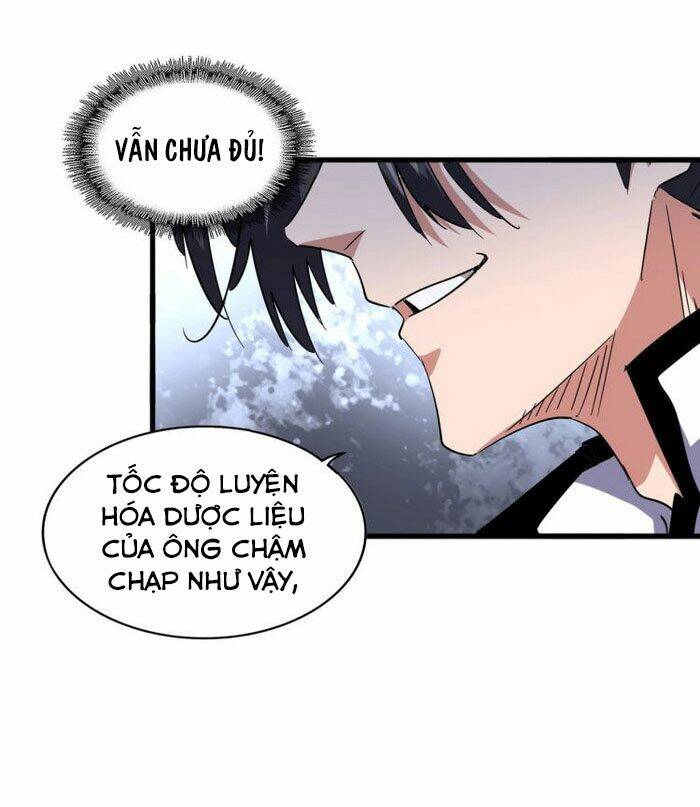 VẪN CHƯA ĐỦ!
TỐC ĐỘ LUYỆN
HÓA DƯỢC LIỆU
CỦA ÔNG CHẬM
CHẠP NHƯ VẬY,